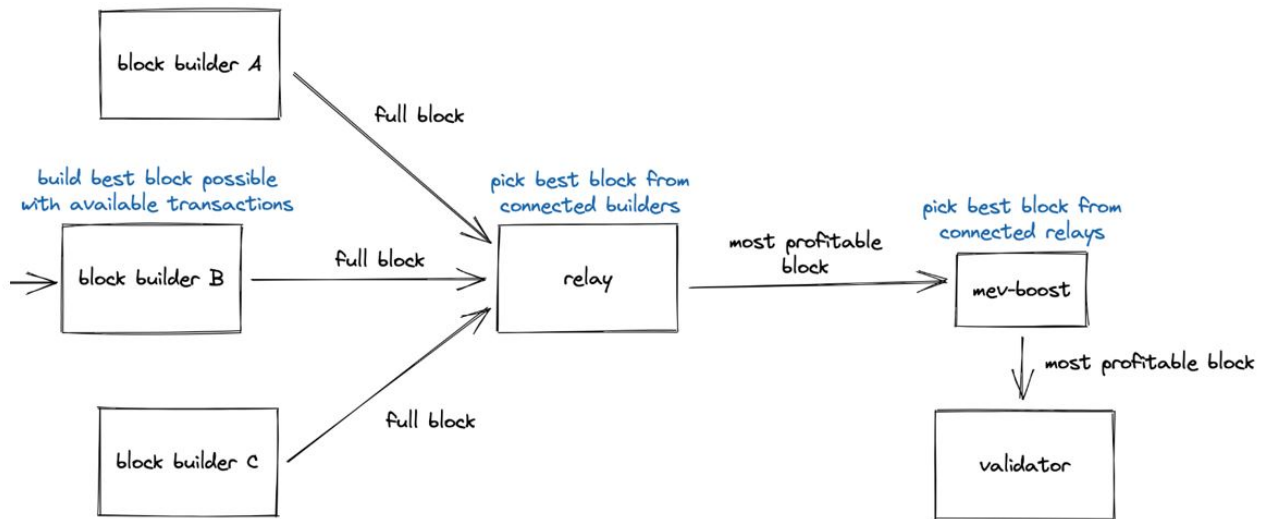 block builder A
full block
build best block possible
with available transactions
block builder B
full block
pick best block from
connected builders
relay
most profitable
block
pick best block from
connected relays
mev-boost
most profitable block
validator
full block
block builder C